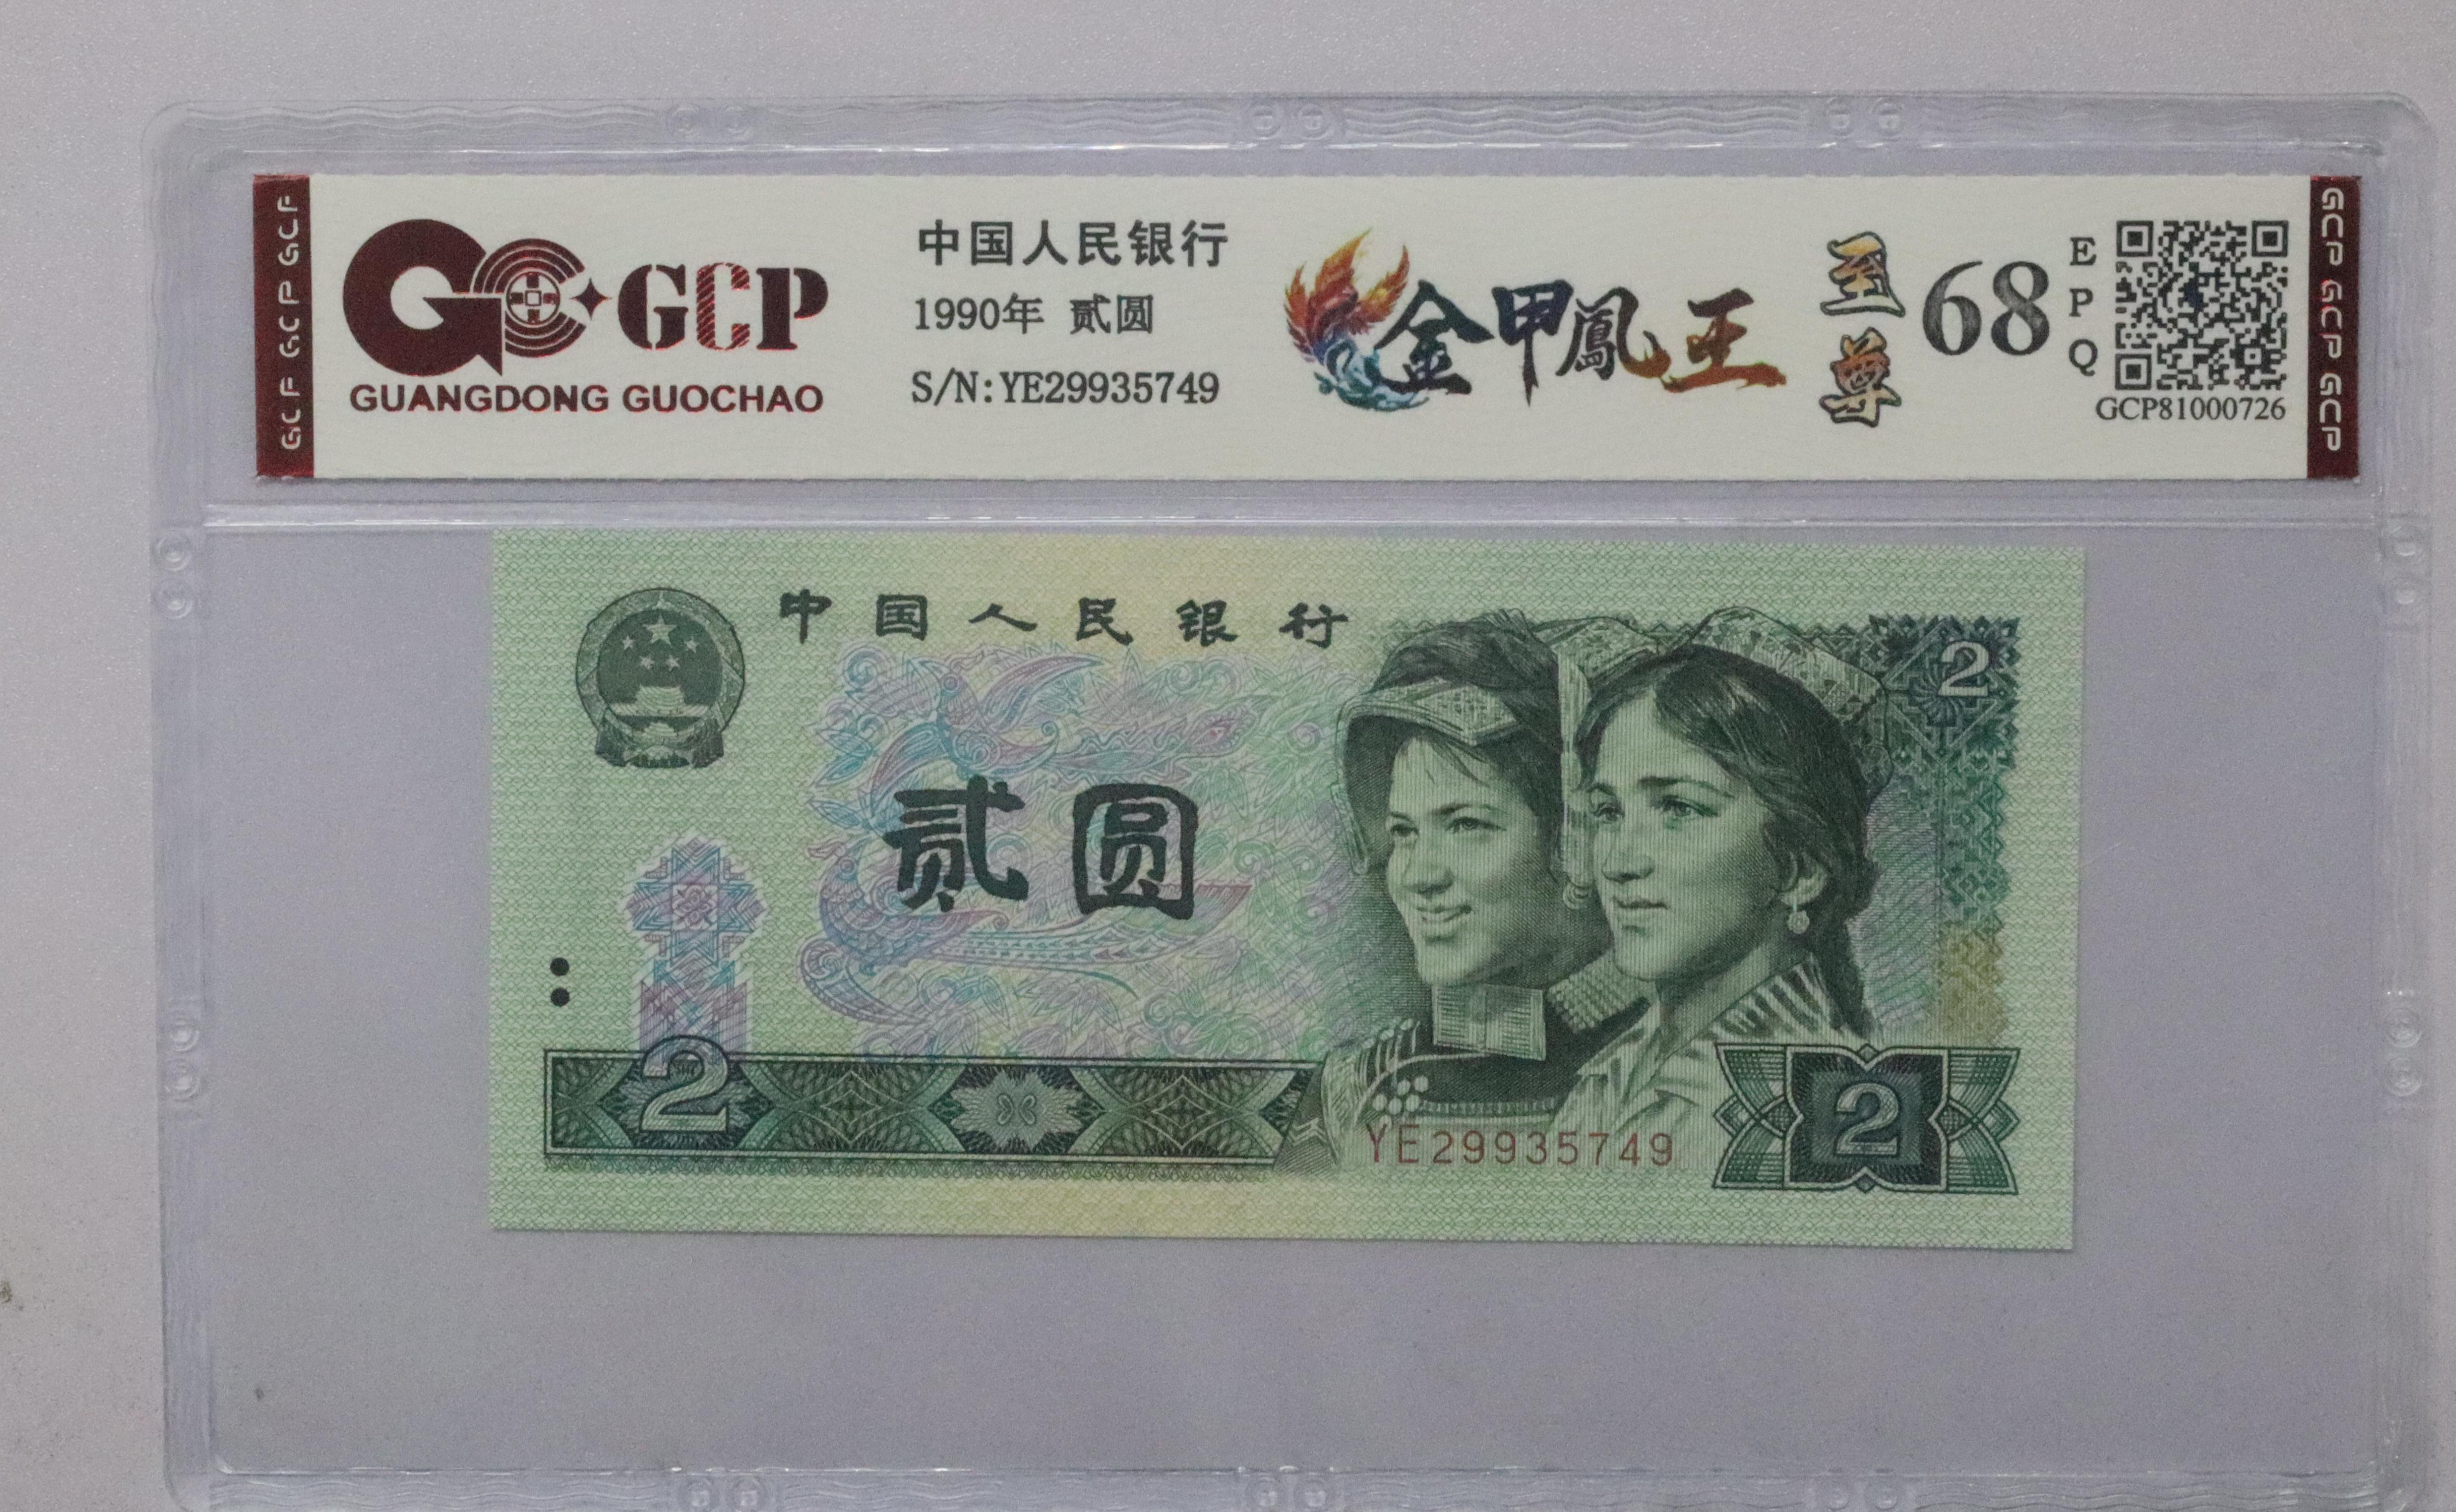 GCP GCP GCP
GCP
GUANGDONG GUOCHAO
中国人民银行
1990年 贰圆
S/N: YE29935749
金甲鳳王
至尊
68
EPQ
GCP81000726
GCP GCP GCP
中国人民银行
2
贰圆
2
YE29935749
2